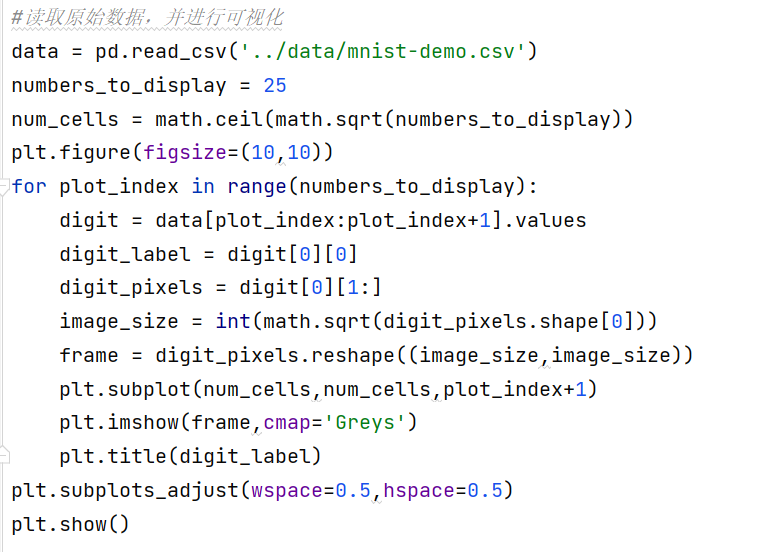 #读取原始数据，并进行可视化
data = pd.read_csv('../data/mnist-demo.csv')
numbers_to_display = 25
num_cells = math.ceil(math.sqrt(numbers_to_display))
plt.figure(figsize=(10,10))
for plot_index in range(numbers_to_display):
    digit = data[plot_index:plot_index+1].values
    digit_label = digit[0][0]
    digit_pixels = digit[0][1:]
    image_size = int(math.sqrt(digit_pixels.shape[0]))
    frame = digit_pixels.reshape((image_size,image_size))
    plt.subplot(num_cells,num_cells,plot_index+1)
    plt.imshow(frame,cmap='Greys')
    plt.title(digit_label)
plt.subplots_adjust(wspace=0.5,hspace=0.5)
plt.show()